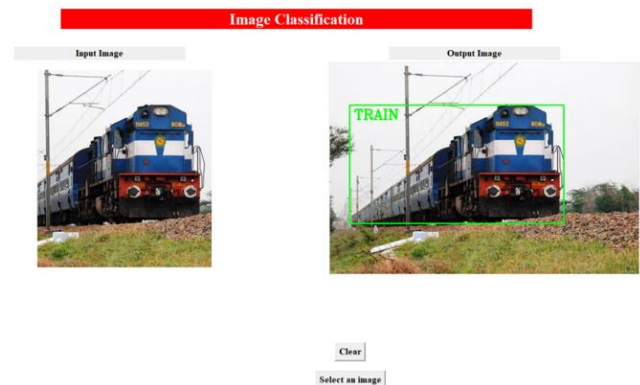 Image Classification
Input Image
Output Image
TRAIN
Clear
Select an image